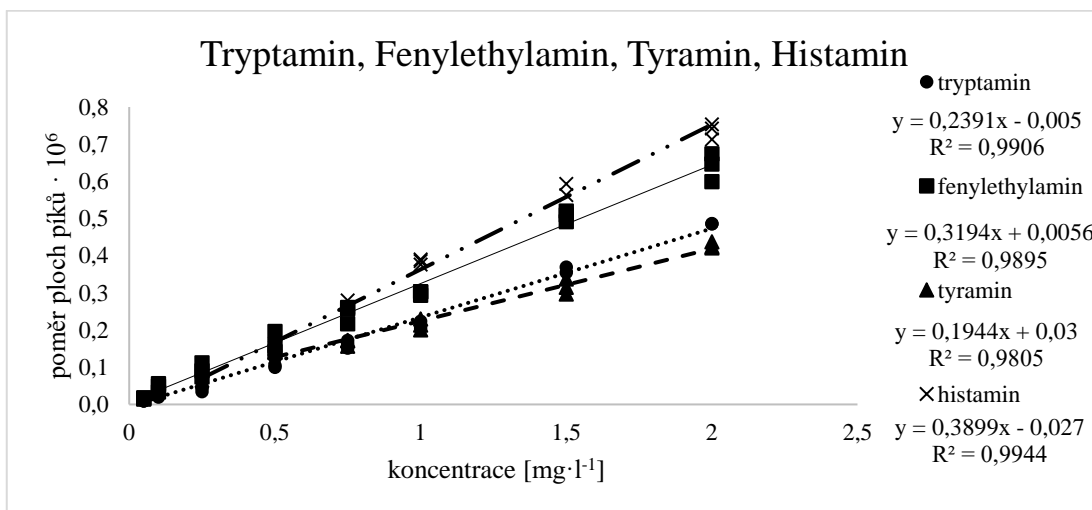 Tryptamin, Fenylethylamin, Tyramin, Histamin
poměr ploch píků · 10⁶
0,8
0,7
0,6
0,5
0,4
0,3
0,2
0,1
0,0
0
0,5
1
1,5
2
2,5
koncentrace [mg·l⁻¹]
tryptamin
y = 0,2391x - 0,005
R² = 0,9906
fenylethylamin
y = 0,3194x + 0,0056
R² = 0,9895
tyramin
y = 0,1944x + 0,03
R² = 0,9805
histamin
y = 0,3899x - 0,027
R² = 0,9944